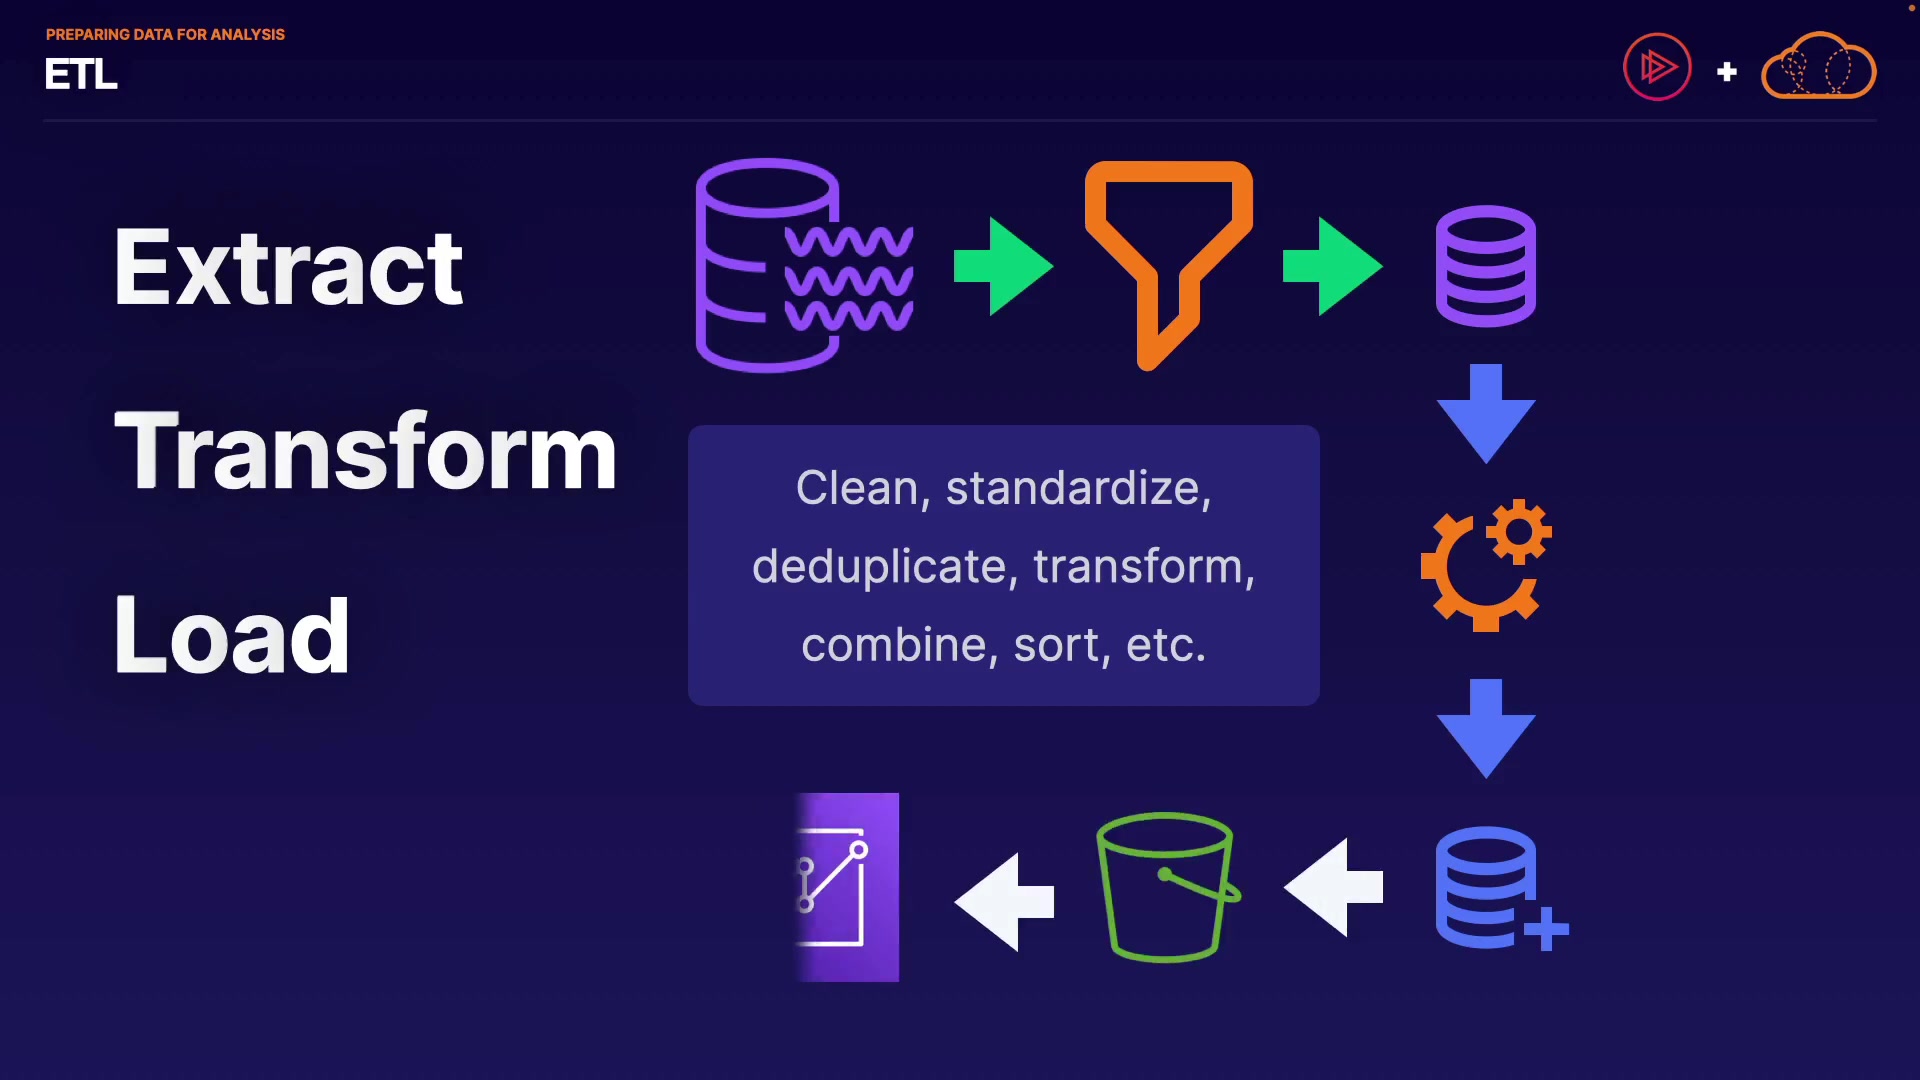 PREPARING DATA FOR ANALYSIS
ETL
Extract
Transform
Load
Clean, standardize,
deduplicate, transform,
combine, sort, etc.